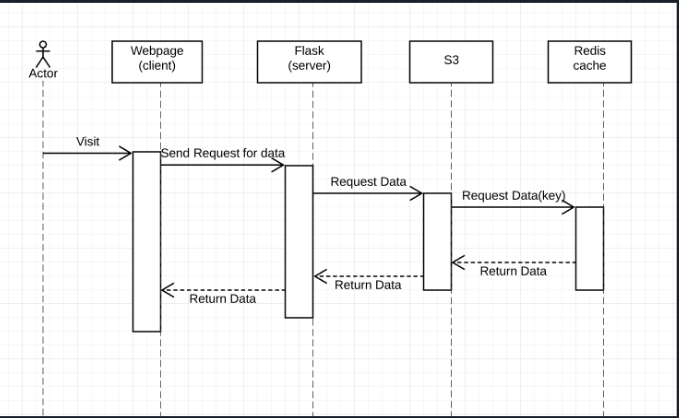 Actor
Webpage
(client)
Flask
(server)
S3
Redis
cache
Visit
Send Request for data
Request Data
Request Data(key)
Return Data
Return Data
Return Data